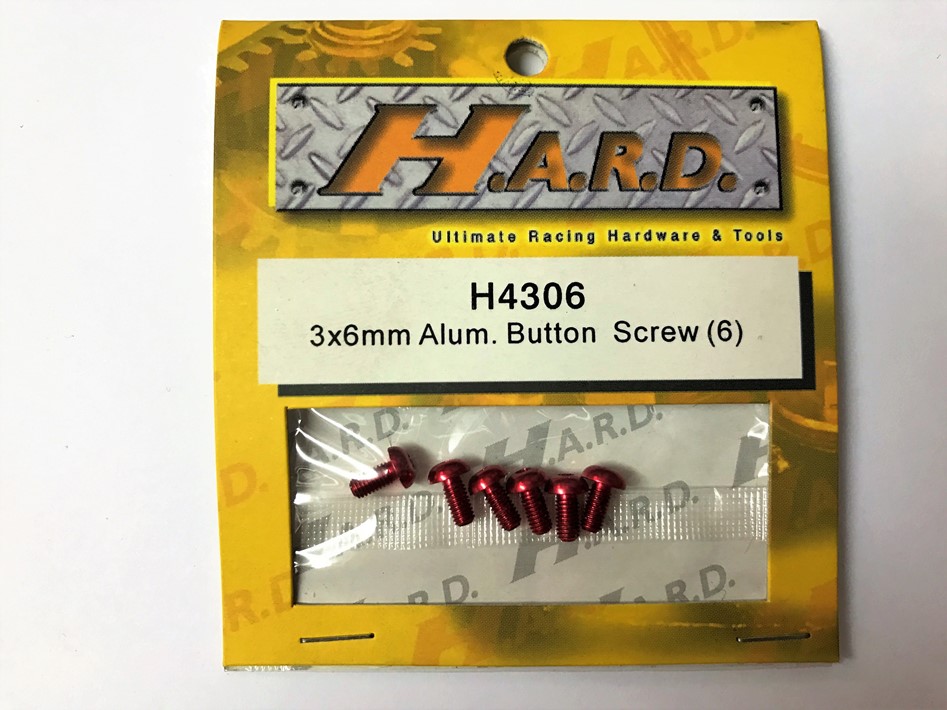 H.A.R.D.
H.A.R.D.
Ultimate Racing Hardware & Tools
H4306
3x6mm Alum. Button Screw (6)
H.A.R.D.